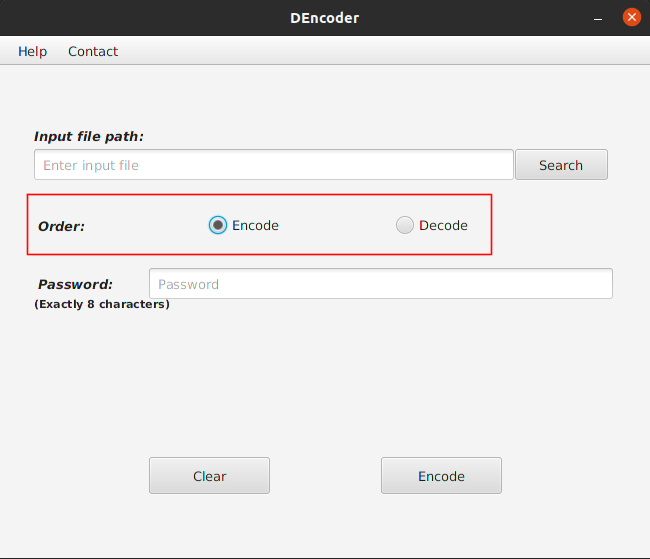 DEncoder
Help Contact
Input file path:
Enter input file Search
Order: Encode Decode
Password: Password
(Exactly 8 characters)
Clear Encode